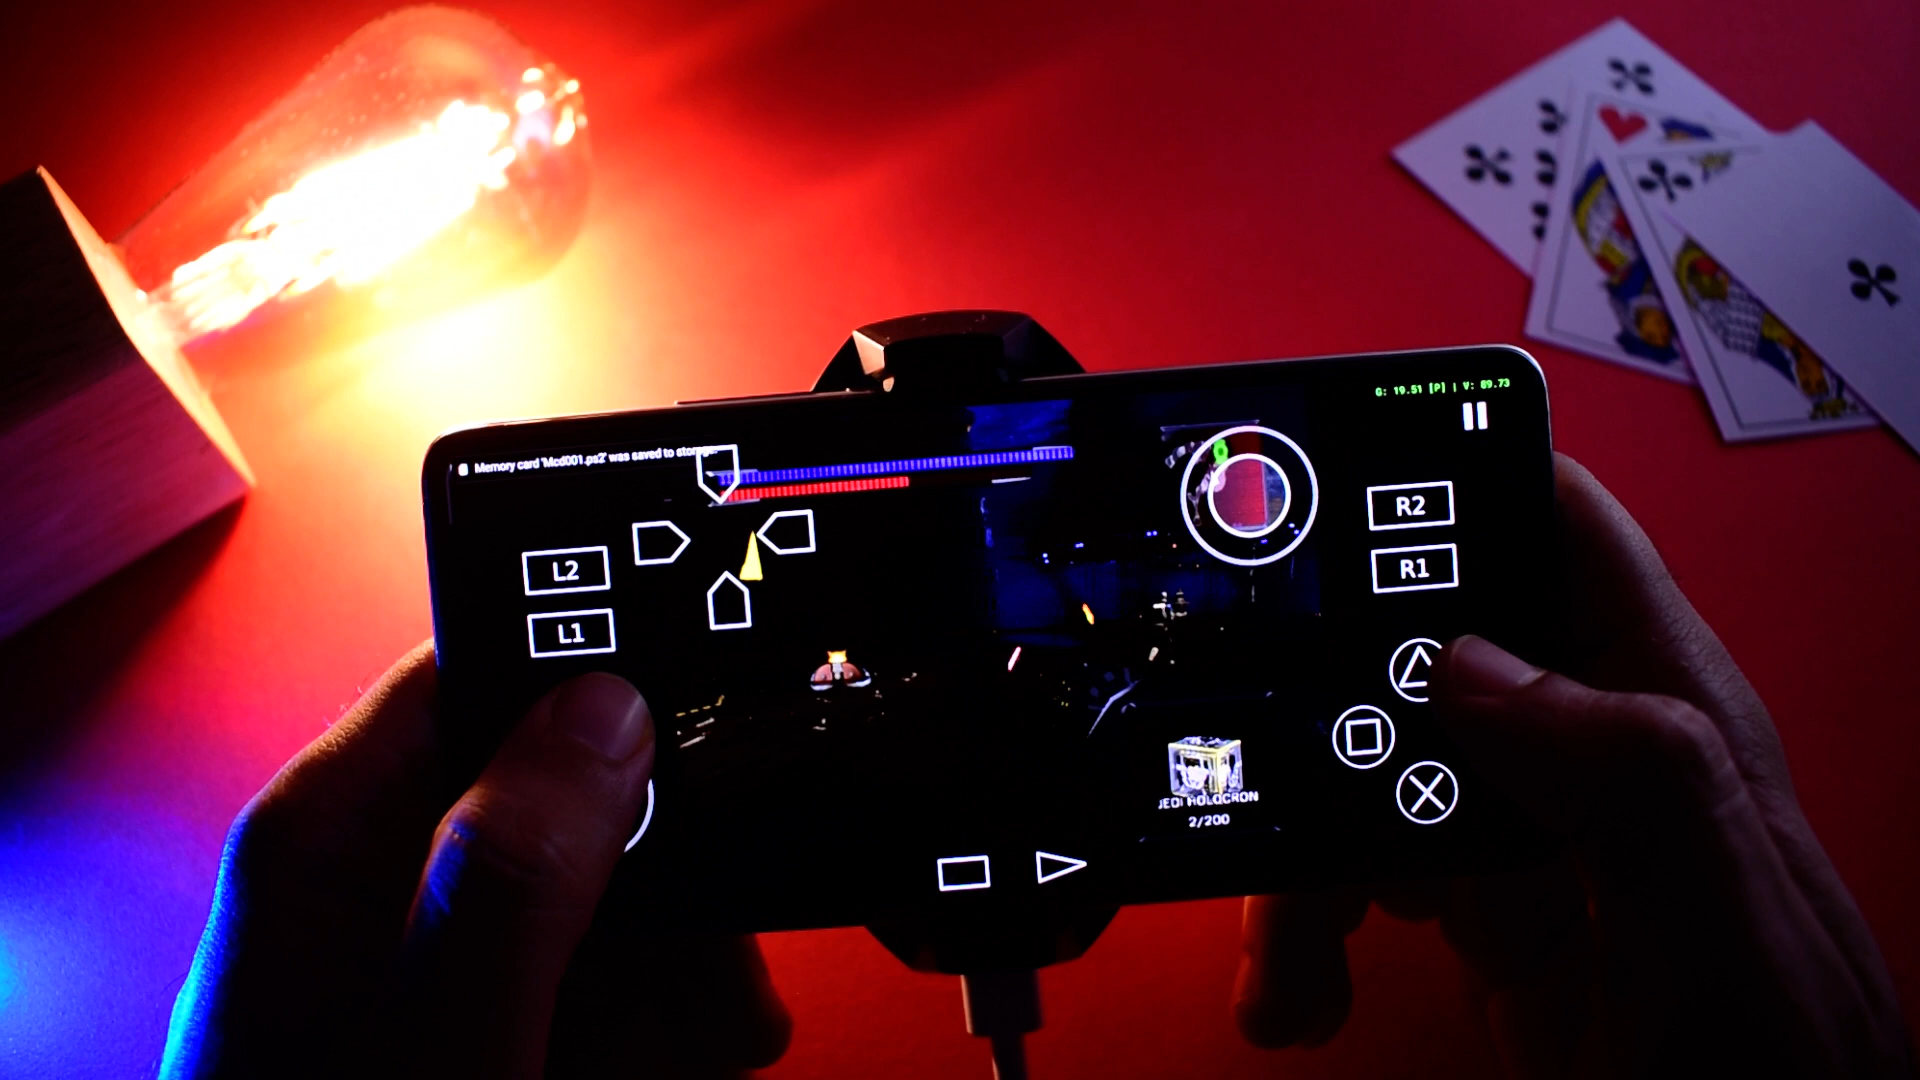 G: 19.51 [P] | V: 89.73
Memory card 'Mcd001.ps2' was saved to storage.
R2
L2
R1
L1
JEDI HOLOCRON
2/200